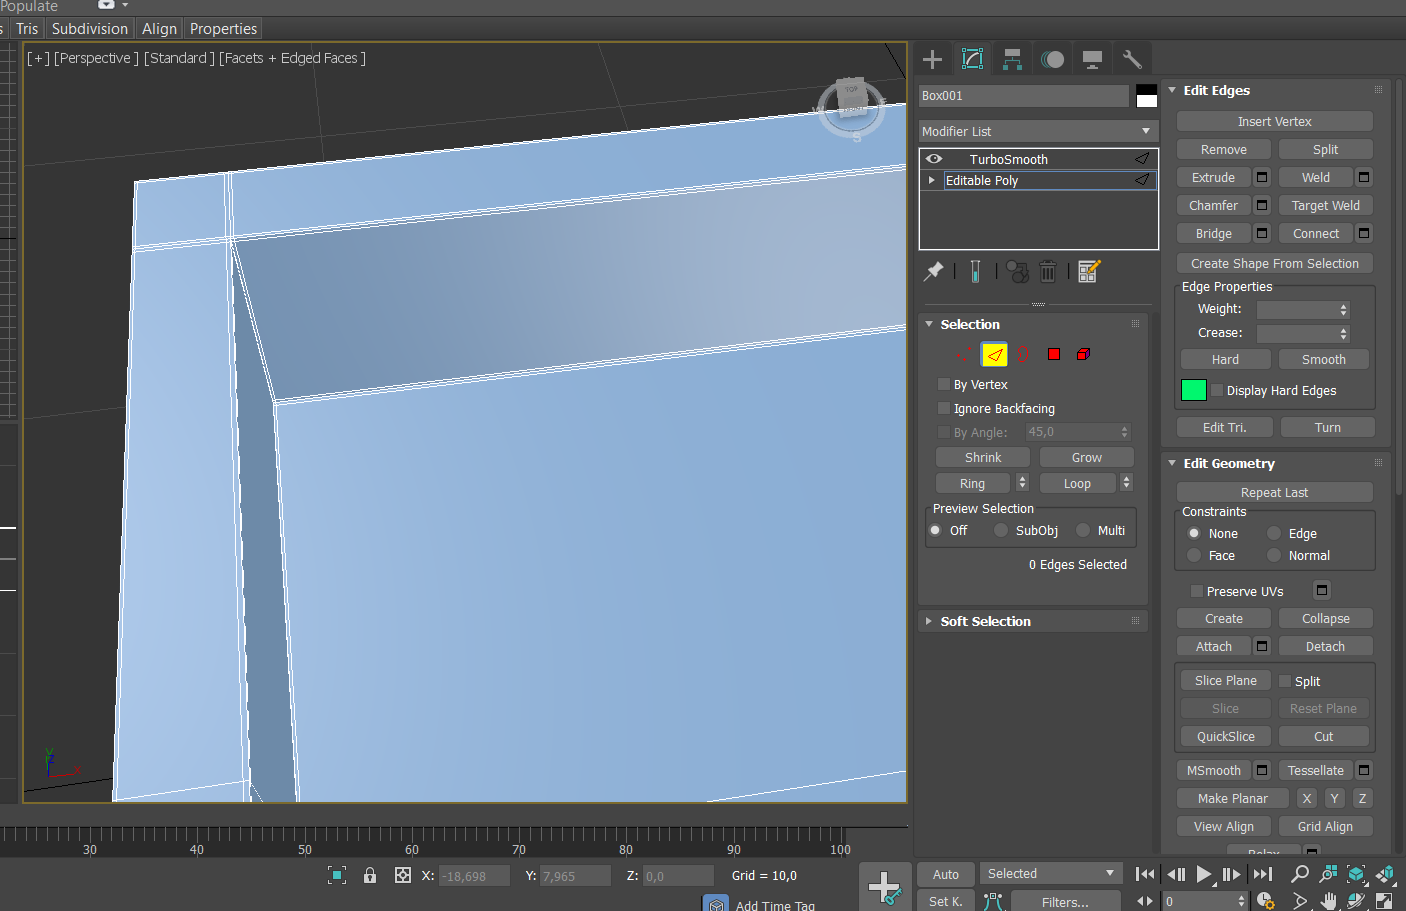 Populate
s Tris Subdivision Align Properties
[+] [Perspective ] [Standard ] [Facets + Edged Faces ]
TOP
FRONT
W
E
S
Box001
Modifier List
TurboSmooth
Editable Poly
Selection
By Vertex
Ignore Backfacing
By Angle: 45,0
Shrink Grow
Ring Loop
Preview Selection
Off SubObj Multi
0 Edges Selected
Soft Selection
Edit Edges
Insert Vertex
Remove Split
Extrude Weld
Chamfer Target Weld
Bridge Connect
Create Shape From Selection
Edge Properties
Weight:
Crease:
Hard Smooth
Display Hard Edges
Edit Tri. Turn
Edit Geometry
Repeat Last
Constraints
None Edge
Face Normal
Preserve UVs
Create Collapse
Attach Detach
Slice Plane Split
Slice Reset Plane
QuickSlice Cut
MSmooth Tessellate
Make Planar X Y Z
View Align Grid Align
Relax
30 40 50 60 70 80 90 100
X: -18,698 Y: 7,965 Z: 0,0 Grid = 10,0
Add Time Tag
Auto Selected
Set K. Filters...
0